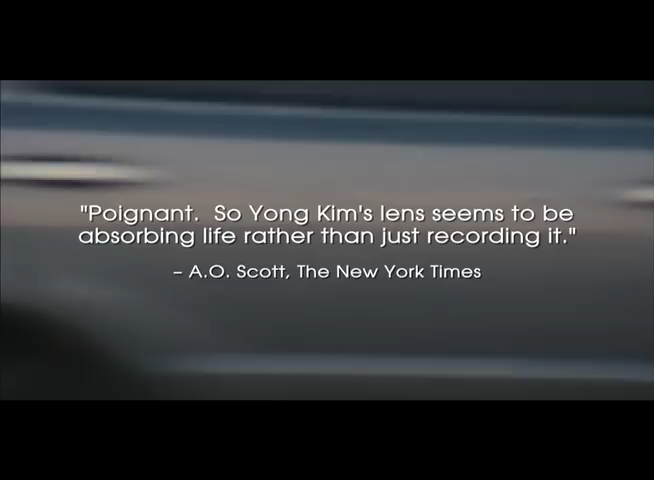 "Poignant.  So Yong Kim's lens seems to be
absorbing life rather than just recording it."
– A.O. Scott, The New York Times